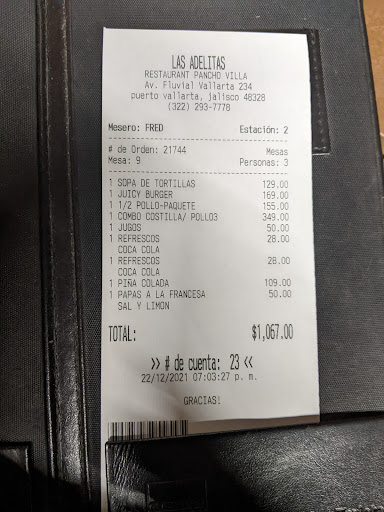 LAS ADELITAS
RESTAURANT PANCHO VILLA
Av. Fluvial Vallarta 234
puerto vallarta, jalisco 48328
(322) 293-7778
Mesero: FRED Estación: 2
# de Orden: 21744 Mesas
Mesa: 9 Personas: 3
1 SOPA DE TORTILLAS 129.00
1 JUICY BURGER 169.00
1 1/2 POLLO-PAQUETE 155.00
1 COMBO COSTILLA/ POLLO3 349.00
1 JUGOS 50.00
1 REFRESCOS 28.00
COCA COLA
1 REFRESCOS 28.00
COCA COLA
1 PIÑA COLADA 109.00
1 PAPAS A LA FRANCESA 50.00
SAL Y LIMON
TOTAL: $1,067.00
>> # de cuenta: 23 <<
22/12/2021 07:03:27 p. m.
GRACIAS!